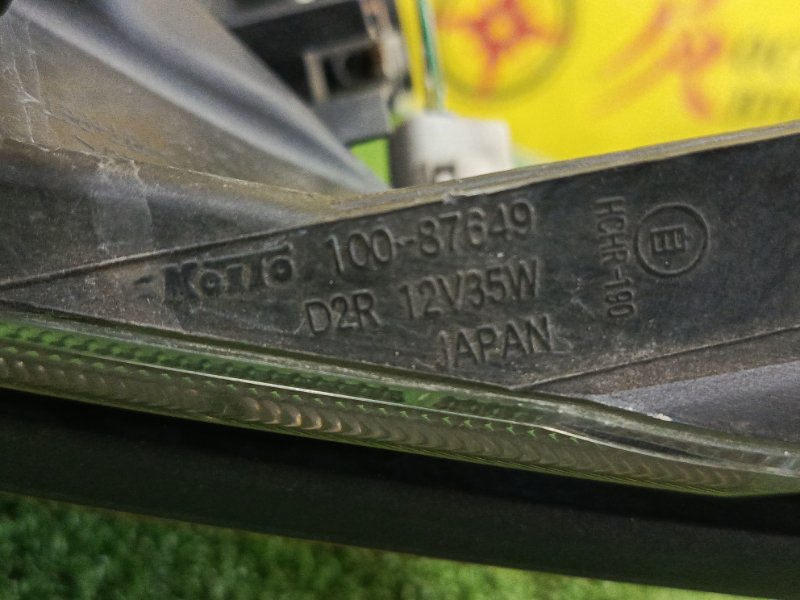 KOITO 100-87649
D2R 12V35W
JAPAN
HCHR-190